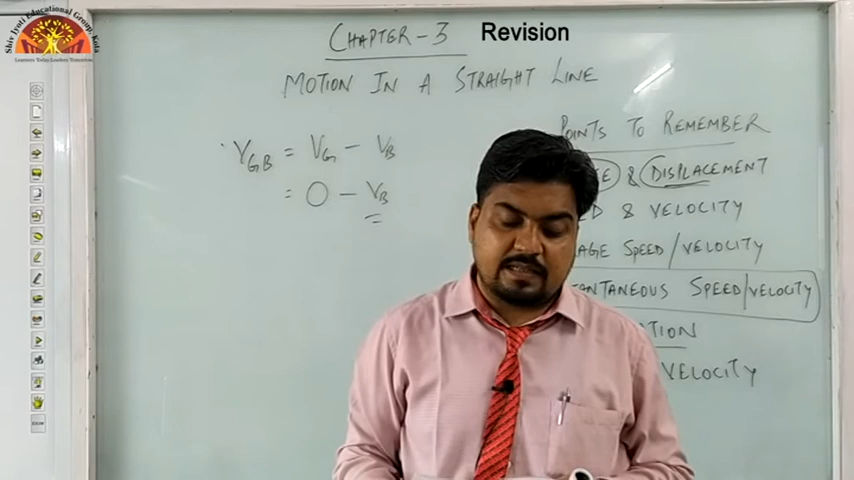 Shiv Jyoti Educational Group, Kota
Learners Today Leaders Tomorrow
CHAPTER-3 Revision
MOTION IN A STRAIGHT LINE
POINTS TO REMEMBER
& DISPLACEMENT
& VELOCITY
SPEED/VELOCITY
SPEED/VELOCITY
VELOCITY
V_GB = V_G - V_B
= O - V_B